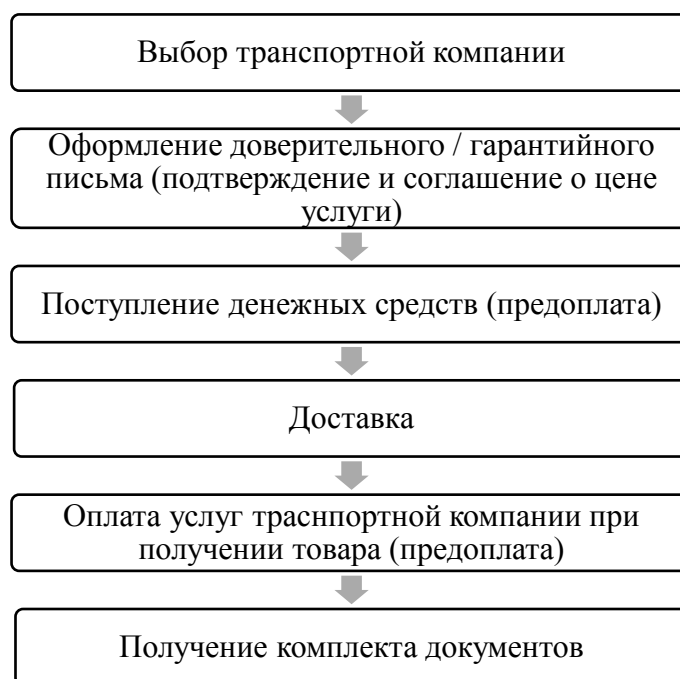 Выбор транспортной компании
Оформление доверительного / гарантийного
письма (подтверждение и соглашение о цене
услуги)
Поступление денежных средств (предоплата)
Доставка
Оплата услуг траснпортной компании при
получении товара (предоплата)
Получение комплекта документов